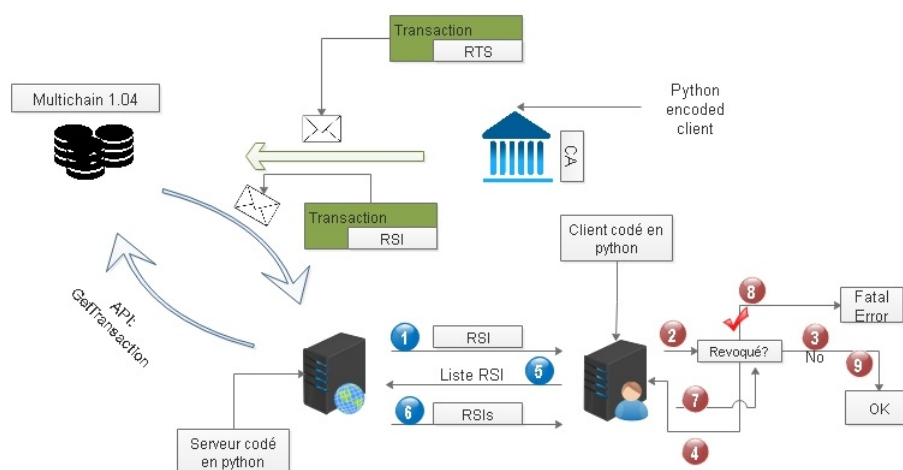 Transaction
RTS
Multichain 1.04
Python
encoded
client
CA
Transaction
RSI
Client codé en
python
API:
GetTransaction
8
Fatal
Error
1
RSI
2
Revoqué?
3
No
9
Liste RSI
5
6
RSIs
7
4
OK
Serveur codé
en python